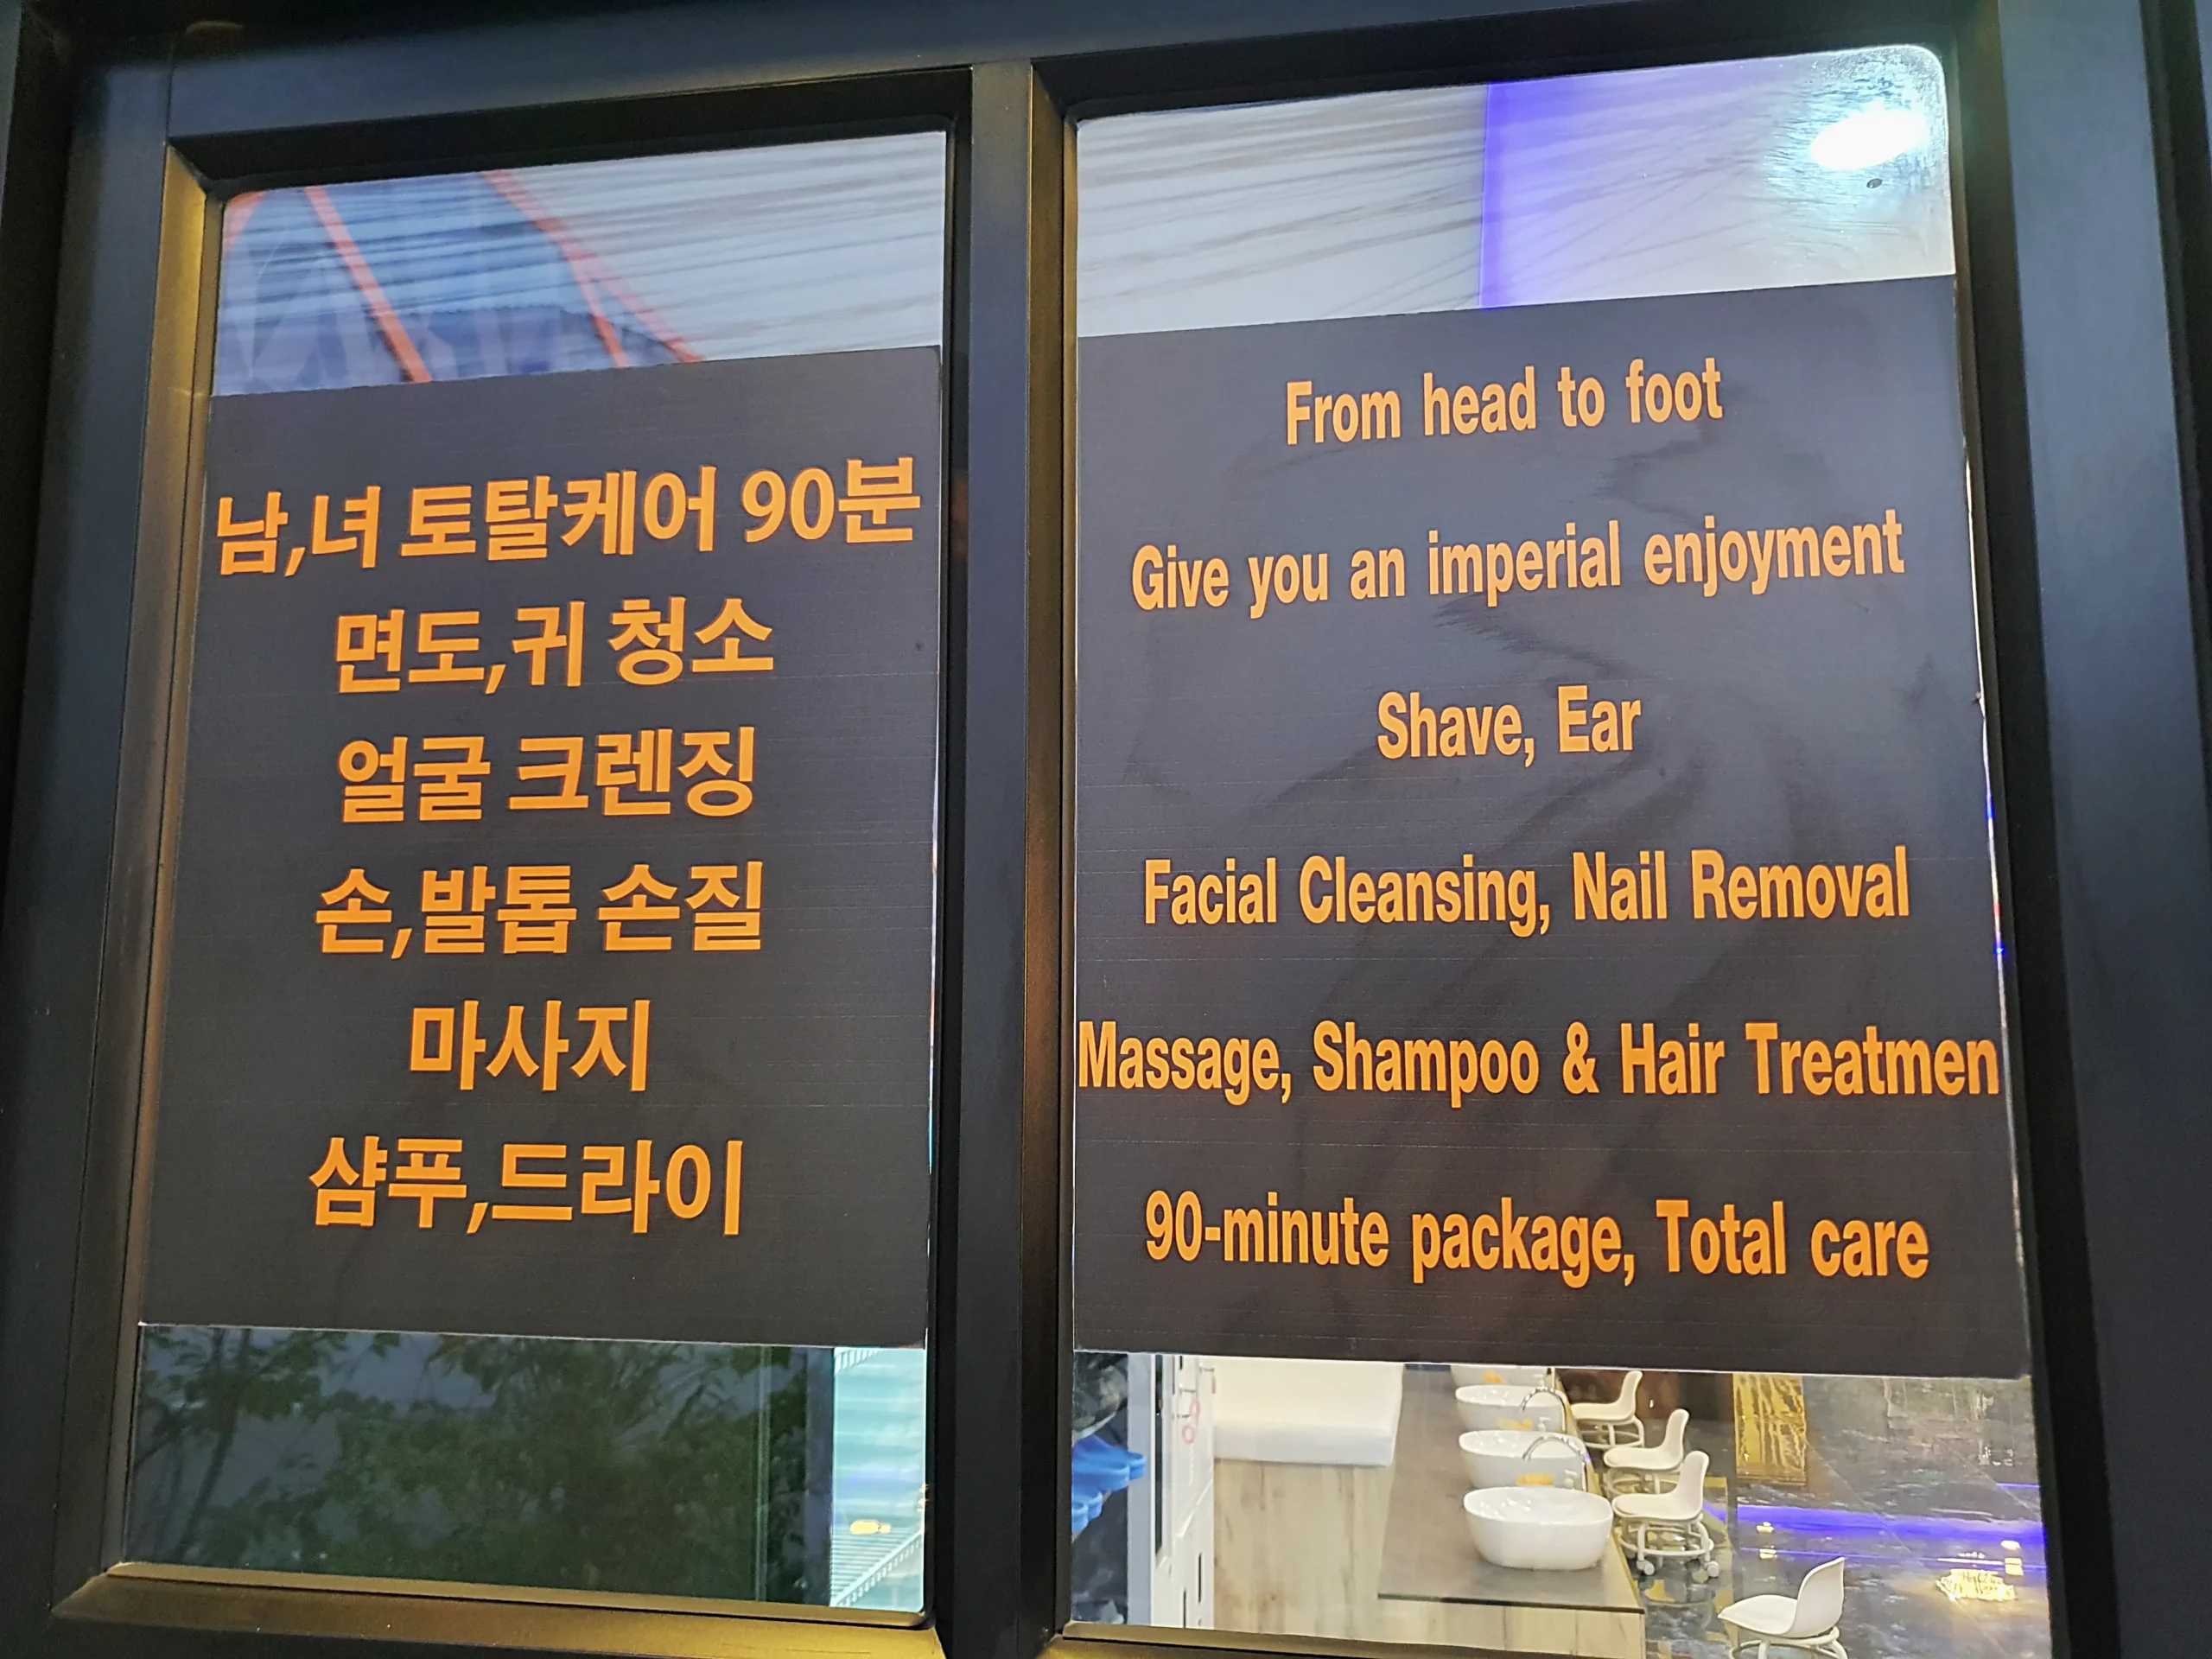 남,녀 토탈케어 90분
면도,귀 청소
얼굴 크렌징
손,발톱 손질
마사지
샴푸,드라이
From head to foot
Give you an imperial enjoyment
Shave, Ear
Facial Cleansing, Nail Removal
Massage, Shampoo & Hair Treatmen
90-minute package, Total care